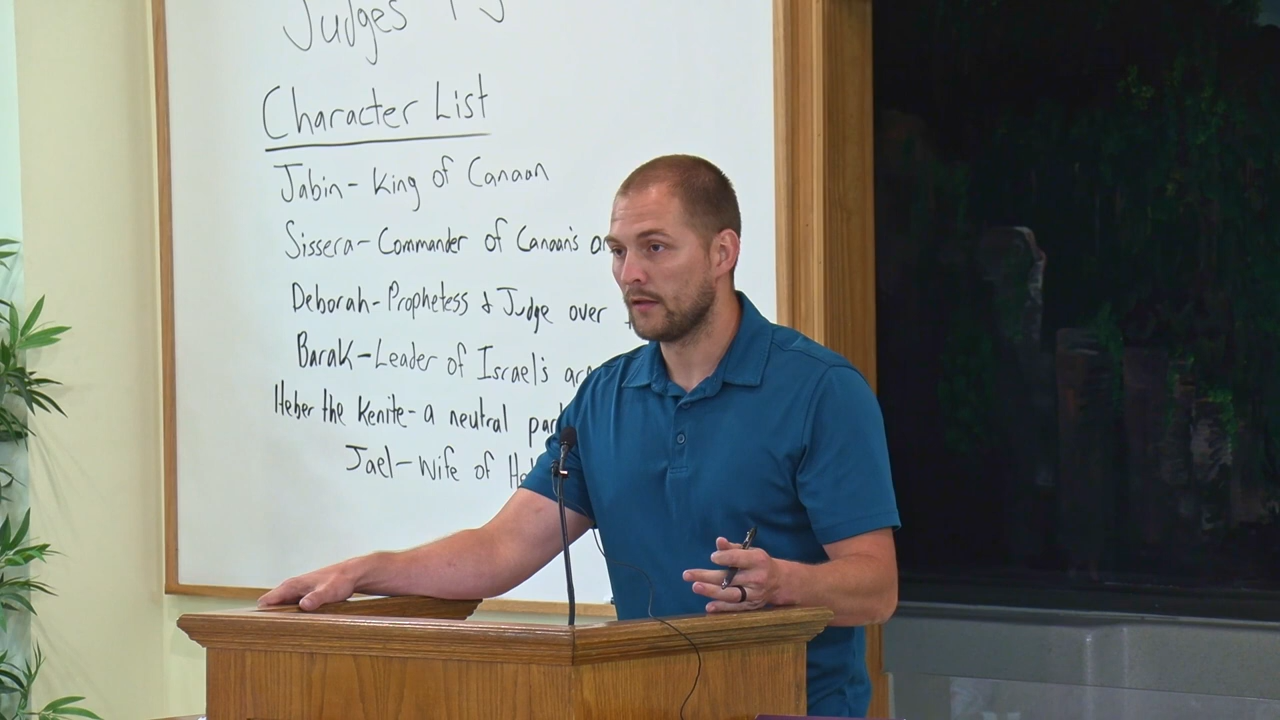 Judges
Character List
Jabin- King of Canaan
Sissera- Commander of Canaan's
Deborah- Prophetess & Judge over
Barak- Leader of Israel's
Heber the Kenite- a neutral
Jael- Wife of